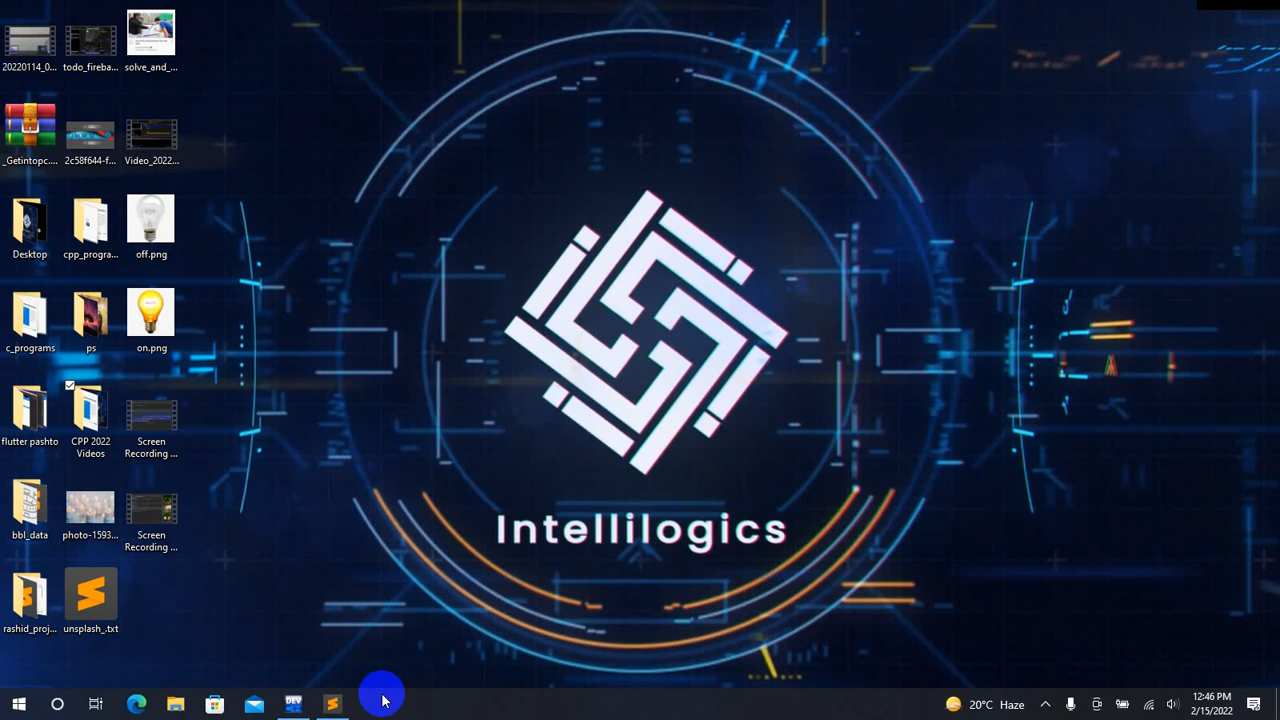 20220114_0...
todo_fireba...
solve_and_...
_Getintopc....
2c58f644-f...
Video_2022...
Desktop
cpp_progra...
off.png
c_programs
ps
on.png
flutter pashto
CPP 2022
Videos
Screen
Recording ...
bbl_data
photo-1593...
Screen
Recording ...
rashid_proj...
unsplash_.txt
Intellilogics
DEV
20°C Haze
12:46 PM
2/15/2022